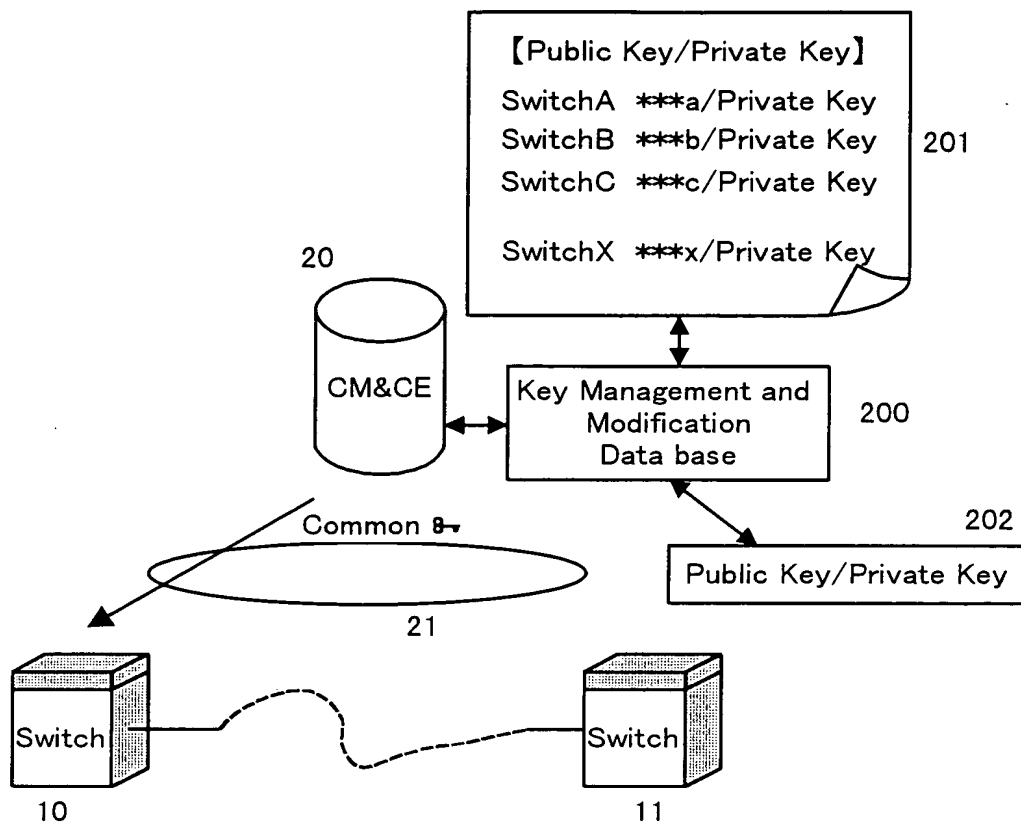 【Public Key/Private Key】
SwitchA ***a/Private Key
SwitchB ***b/Private Key
SwitchC ***c/Private Key
SwitchX ***x/Private Key
201
20
CM&CE
Key Management and
Modification
Data base
200
Common
202
Public Key/Private Key
21
Switch
Switch
10
11